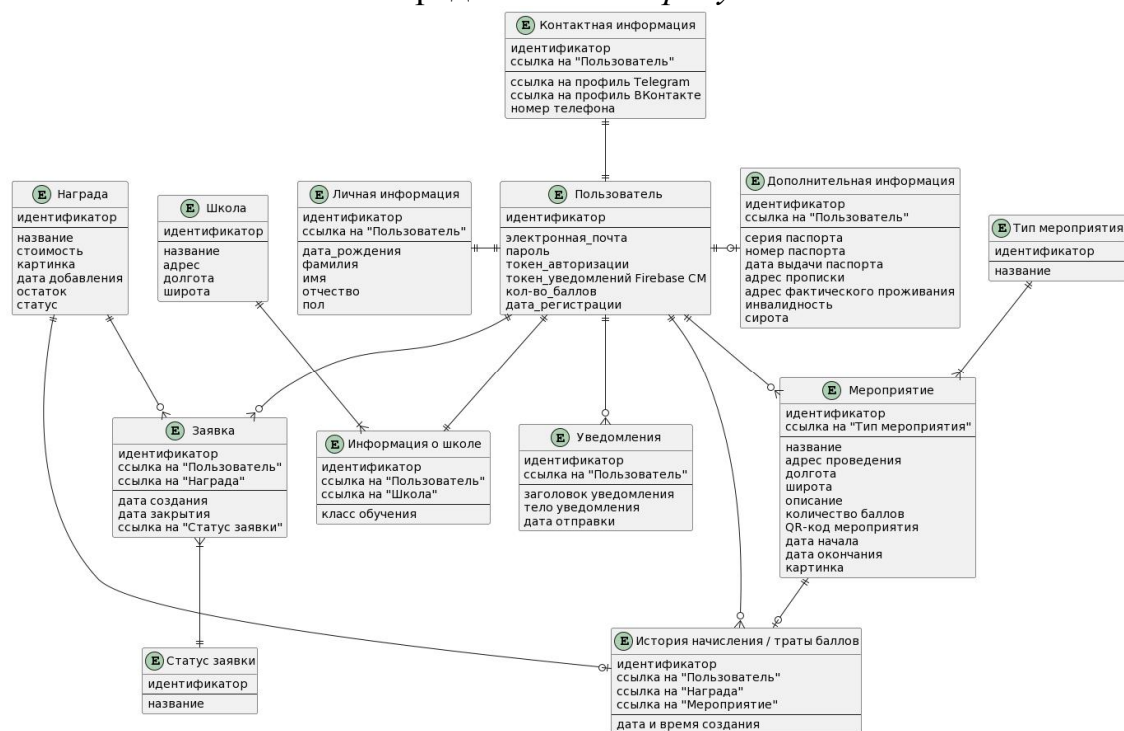 E Контактная информация
идентификатор
ссылка на "Пользователь"
ссылка на профиль Telegram
ссылка на профиль ВКонтакте
номер телефона
E Награда
идентификатор
название
стоимость
картинка
дата добавления
остаток
статус
E Школа
идентификатор
название
адрес
долгота
широта
E Личная информация
идентификатор
ссылка на "Пользователь"
дата_рождения
фамилия
имя
отчество
пол
E Пользователь
идентификатор
электронная_почта
пароль
токен_авторизации
токен_уведомлений Firebase CM
кол-во_баллов
дата_регистрации
E Дополнительная информация
идентификатор
ссылка на "Пользователь"
серия паспорта
номер паспорта
дата выдачи паспорта
адрес прописки
адрес фактического проживания
инвалидность
сирота
E Тип мероприятия
идентификатор
название
E Заявка
идентификатор
ссылка на "Пользователь"
ссылка на "Награда"
дата создания
дата закрытия
ссылка на "Статус заявки"
E Информация о школе
идентификатор
ссылка на "Пользователь"
ссылка на "Школа"
класс обучения
E Уведомления
идентификатор
ссылка на "Пользователь"
заголовок уведомления
тело уведомления
дата отправки
E Мероприятие
идентификатор
ссылка на "Тип мероприятия"
название
адрес проведения
долгота
широта
описание
количество баллов
QR-код мероприятия
дата начала
дата окончания
картинка
E Статус заявки
идентификатор
название
E История начисления / траты баллов
идентификатор
ссылка на "Пользователь"
ссылка на "Награда"
ссылка на "Мероприятие"
дата и время создания